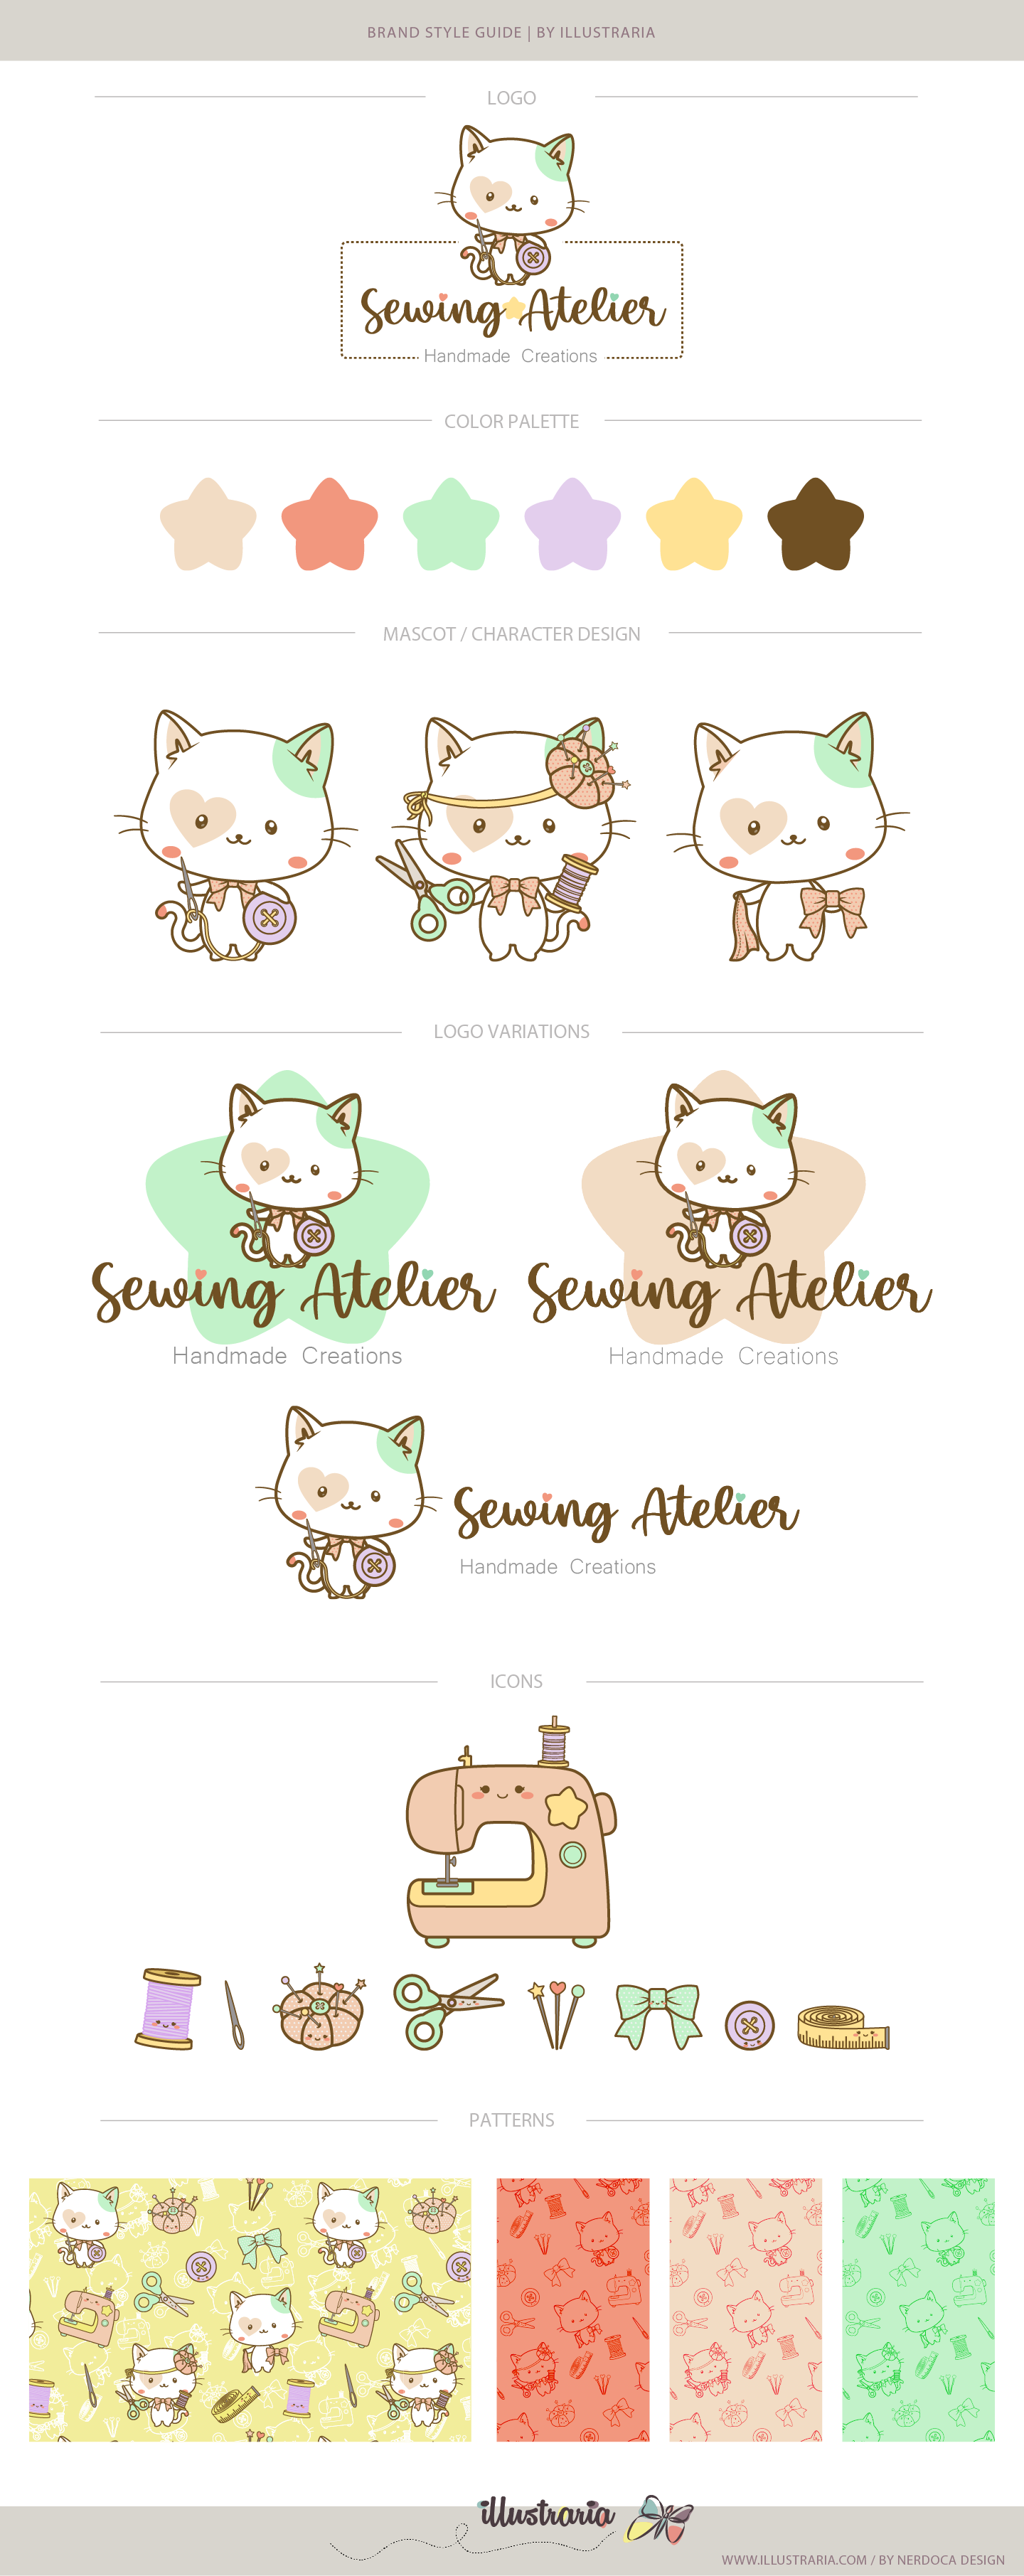 BRAND STYLE GUIDE | BY ILLUSTRARIA
LOGO
Sewing Atelier
Handmade Creations
COLOR PALETTE
MASCOT / CHARACTER DESIGN
LOGO VARIATIONS
Sewing Atelier
Handmade Creations
Sewing Atelier
Handmade Creations
Sewing Atelier
Handmade Creations
ICONS
PATTERNS
illustraria
WWW.ILLUSTRARIA.COM / BY NERDOCA DESIGN